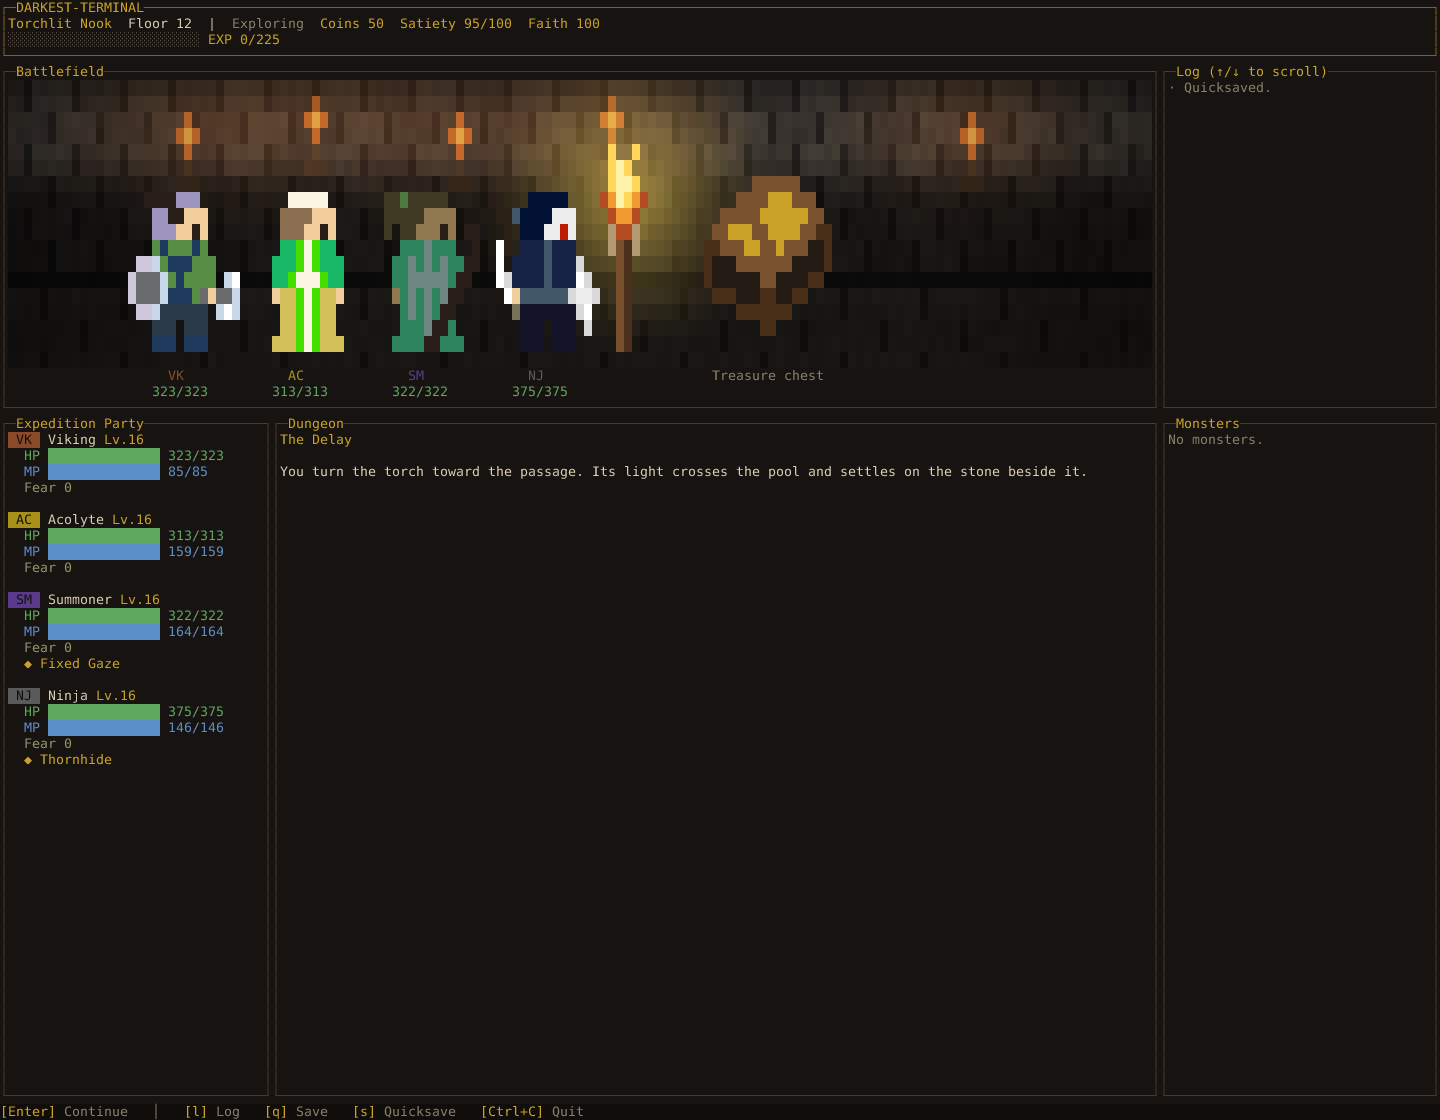 DARKEST-TERMINAL
Torchlit Nook  Floor 12  |  Exploring  Coins 50  Satiety 95/100  Faith 100
EXP 0/225
Battlefield
VK AC SM NJ Treasure chest
323/323 313/313 322/322 375/375
Log (↑/↓ to scroll)
· Quicksaved.
Expedition Party
VK Viking Lv.16
HP 323/323
MP 85/85
Fear 0
AC Acolyte Lv.16
HP 313/313
MP 159/159
Fear 0
SM Summoner Lv.16
HP 322/322
MP 164/164
Fear 0
◆ Fixed Gaze
NJ Ninja Lv.16
HP 375/375
MP 146/146
Fear 0
◆ Thornhide
Dungeon
The Delay
You turn the torch toward the passage. Its light crosses the pool and settles on the stone beside it.
Monsters
No monsters.
[Enter] Continue │ [l] Log [q] Save [s] Quicksave [Ctrl+C] Quit